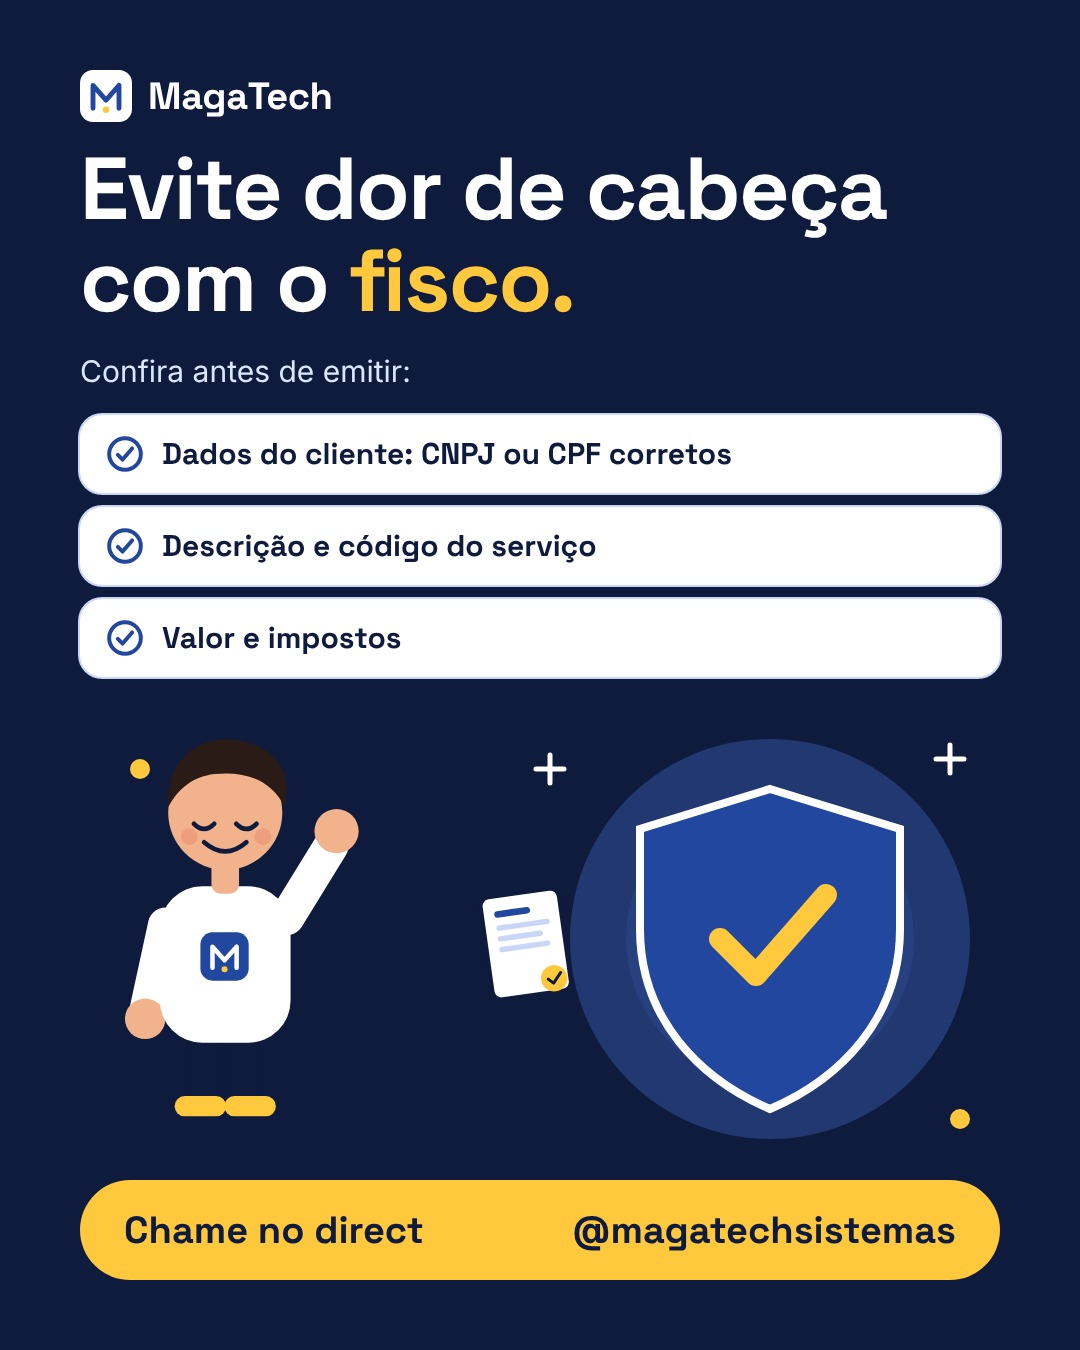 MagaTech
Evite dor de cabeça
com o fisco.
Confira antes de emitir:
Dados do cliente: CNPJ ou CPF corretos
Descrição e código do serviço
Valor e impostos
M
Chame no direct
@magatechsistemas